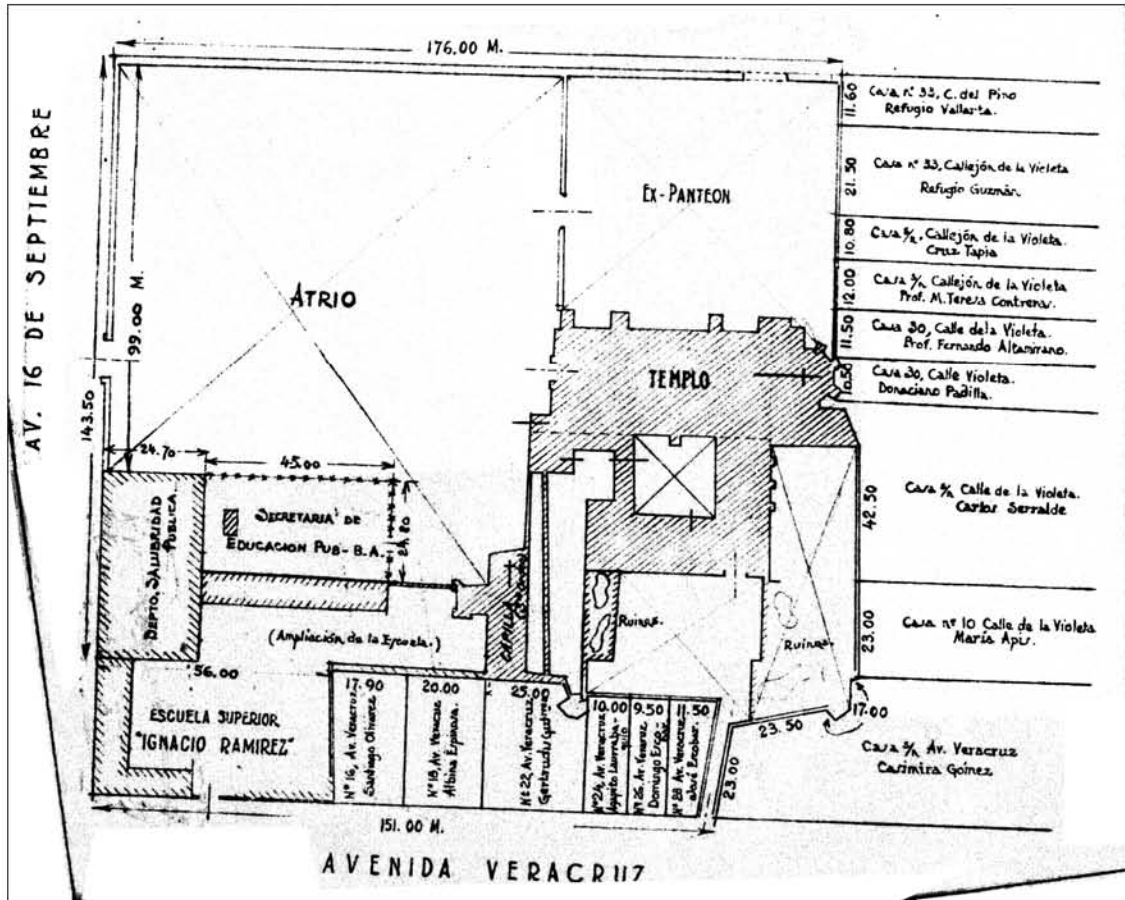 176.00 M.
AV. 16 DE SEPTIEMBRE
99.00 M.
143.50
ATRIO
EX-PANTEÓN
11.60
Casa nº 35, C. del Pino
Refugio Vallarta.
21.50
Casa nº 33, Callejón de la Violeta
Refugio Guzmán.
10.80
Casa s/n, Callejón de la Violeta.
Cruz Tapia
12.00
Casa s/n Callejón de la Violeta
Prof. M. Teresa Contreras.
11.50
Casa 30, Calle de la Violeta.
Prof. Fernando Altamirano.
10.50
Casa 30, Calle Violeta.
Donaciano Padilla.
TEMPLO
24.70
45.00
DEPTO. SALUBRIDAD
PUBLICA
SECRETARIA DE
EDUCACION PUB-B.A.
24.20
42.50
Casa s/n Calle de la Violeta.
Carlos Serralde
CAPILLA
RUINAS.
RUINAS.
23.00
Casa nº 10 Calle de la Violeta
María Apis.
(Ampliación de la Escuela.)
56.00
ESCUELA SUPERIOR
"IGNACIO RAMIREZ"
17.90
Nº 16, Av. Veracruz
Santiago Olivares.
20.00
Nº 18, Av. Veracruz
Albina Espinosa.
25.00
Nº 22 Av. Veracruz
10.00
Nº 24, Av. Veracruz
9.50
Nº 26, Av. Veracruz
Domingo Escobar
11.50
Nº 28 Av. Veracruz
José Escobar.
23.00
23.50
17.00
Casa s/n Av. Veracruz
Casimira Goínez
151.00 M.
AVENIDA VERACRUZ